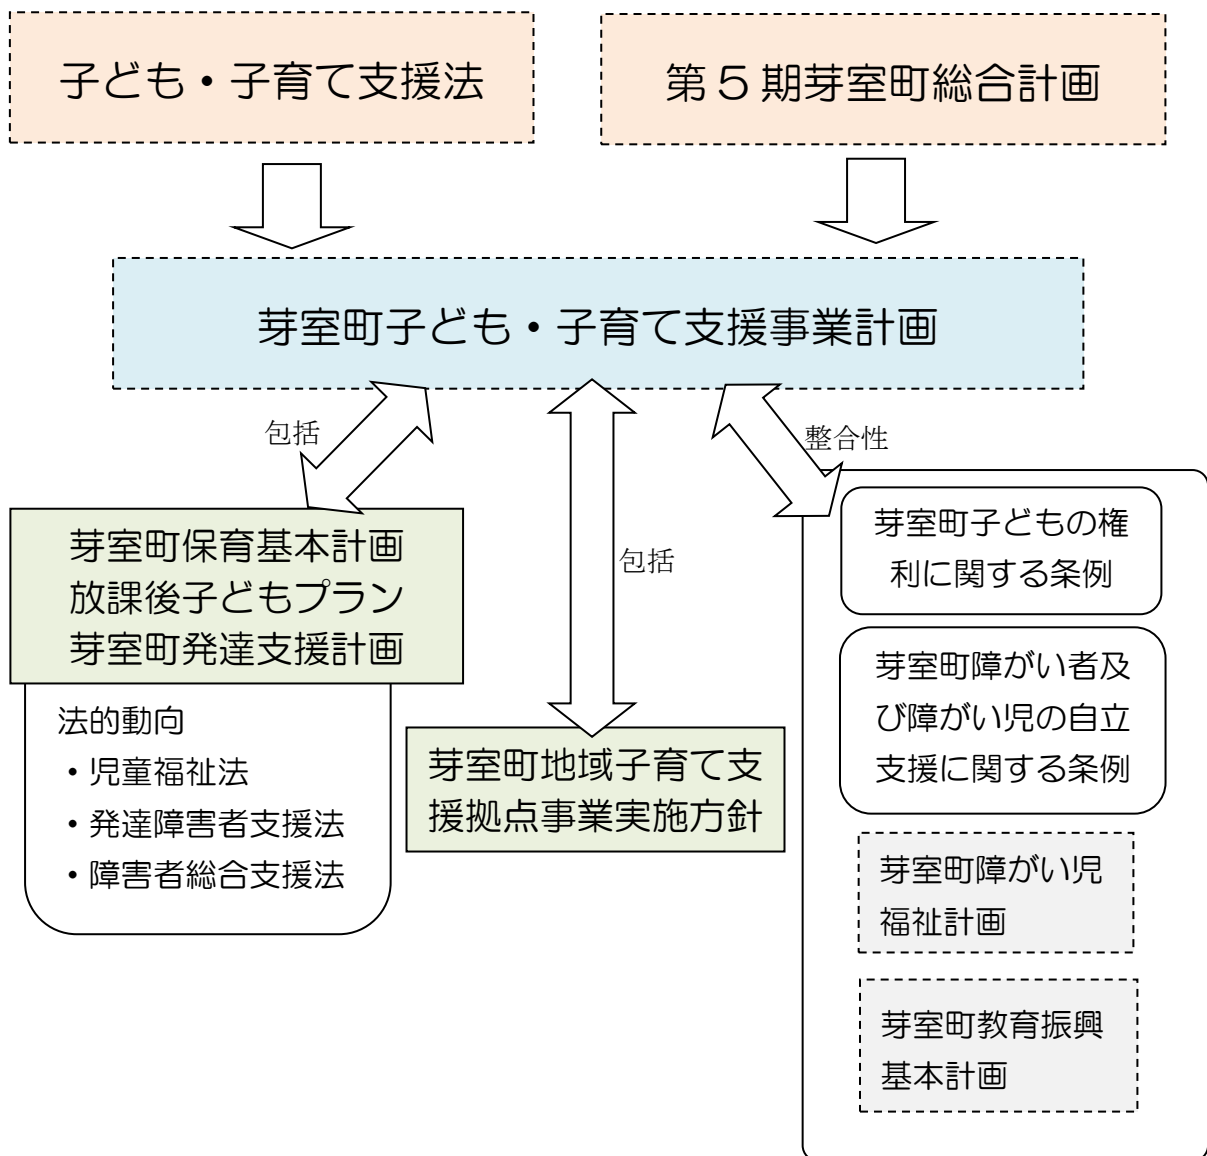 子ども・子育て支援法
第5期芽室町総合計画
芽室町子ども・子育て支援事業計画
包括
整合性
包括
芽室町保育基本計画
放課後子どもプラン
芽室町発達支援計画
法的動向
・児童福祉法
・発達障害者支援法
・障害者総合支援法
芽室町地域子育て支
援拠点事業実施方針
芽室町子どもの権
利に関する条例
芽室町障がい者及
び障がい児の自立
支援に関する条例
芽室町障がい児
福祉計画
芽室町教育振興
基本計画